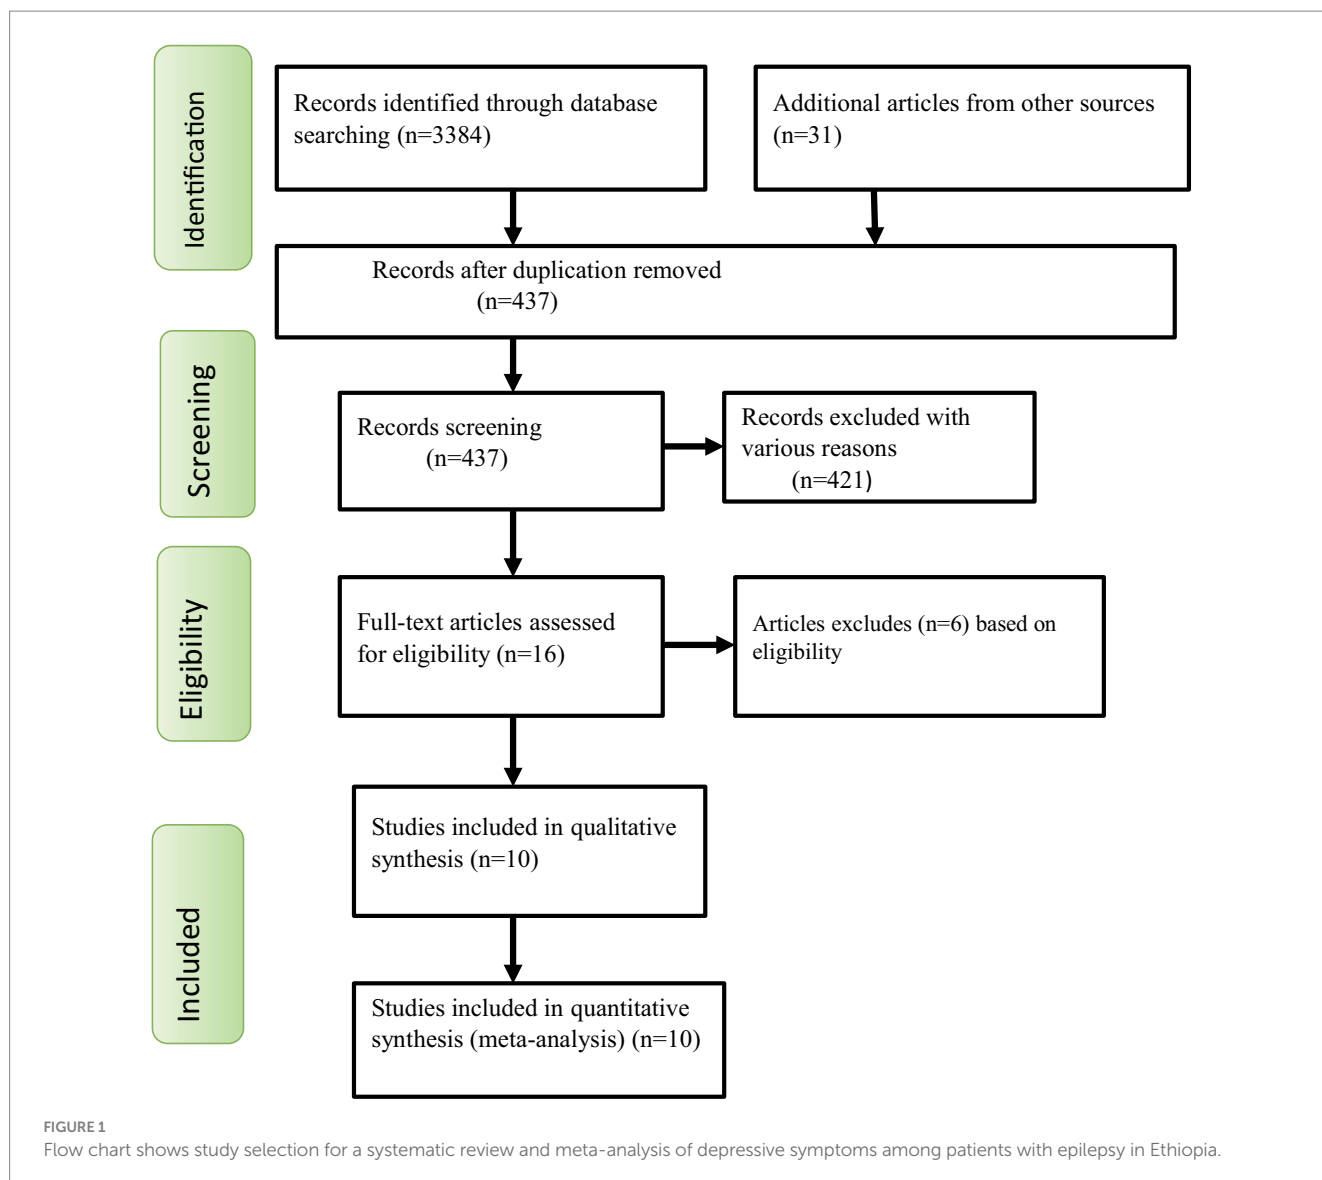 Identification
Records identified through database
searching (n=3384)
Additional articles from other sources
(n=31)
Records after duplication removed
(n=437)
Screening
Records screening
(n=437)
Records excluded with
various reasons
(n=421)
Eligibility
Full-text articles assessed
for eligibility (n=16)
Articles excludes (n=6) based on
eligibility
Included
Studies included in qualitative
synthesis (n=10)
Studies included in quantitative
synthesis (meta-analysis) (n=10)
FIGURE 1
Flow chart shows study selection for a systematic review and meta-analysis of depressive symptoms among patients with epilepsy in Ethiopia.